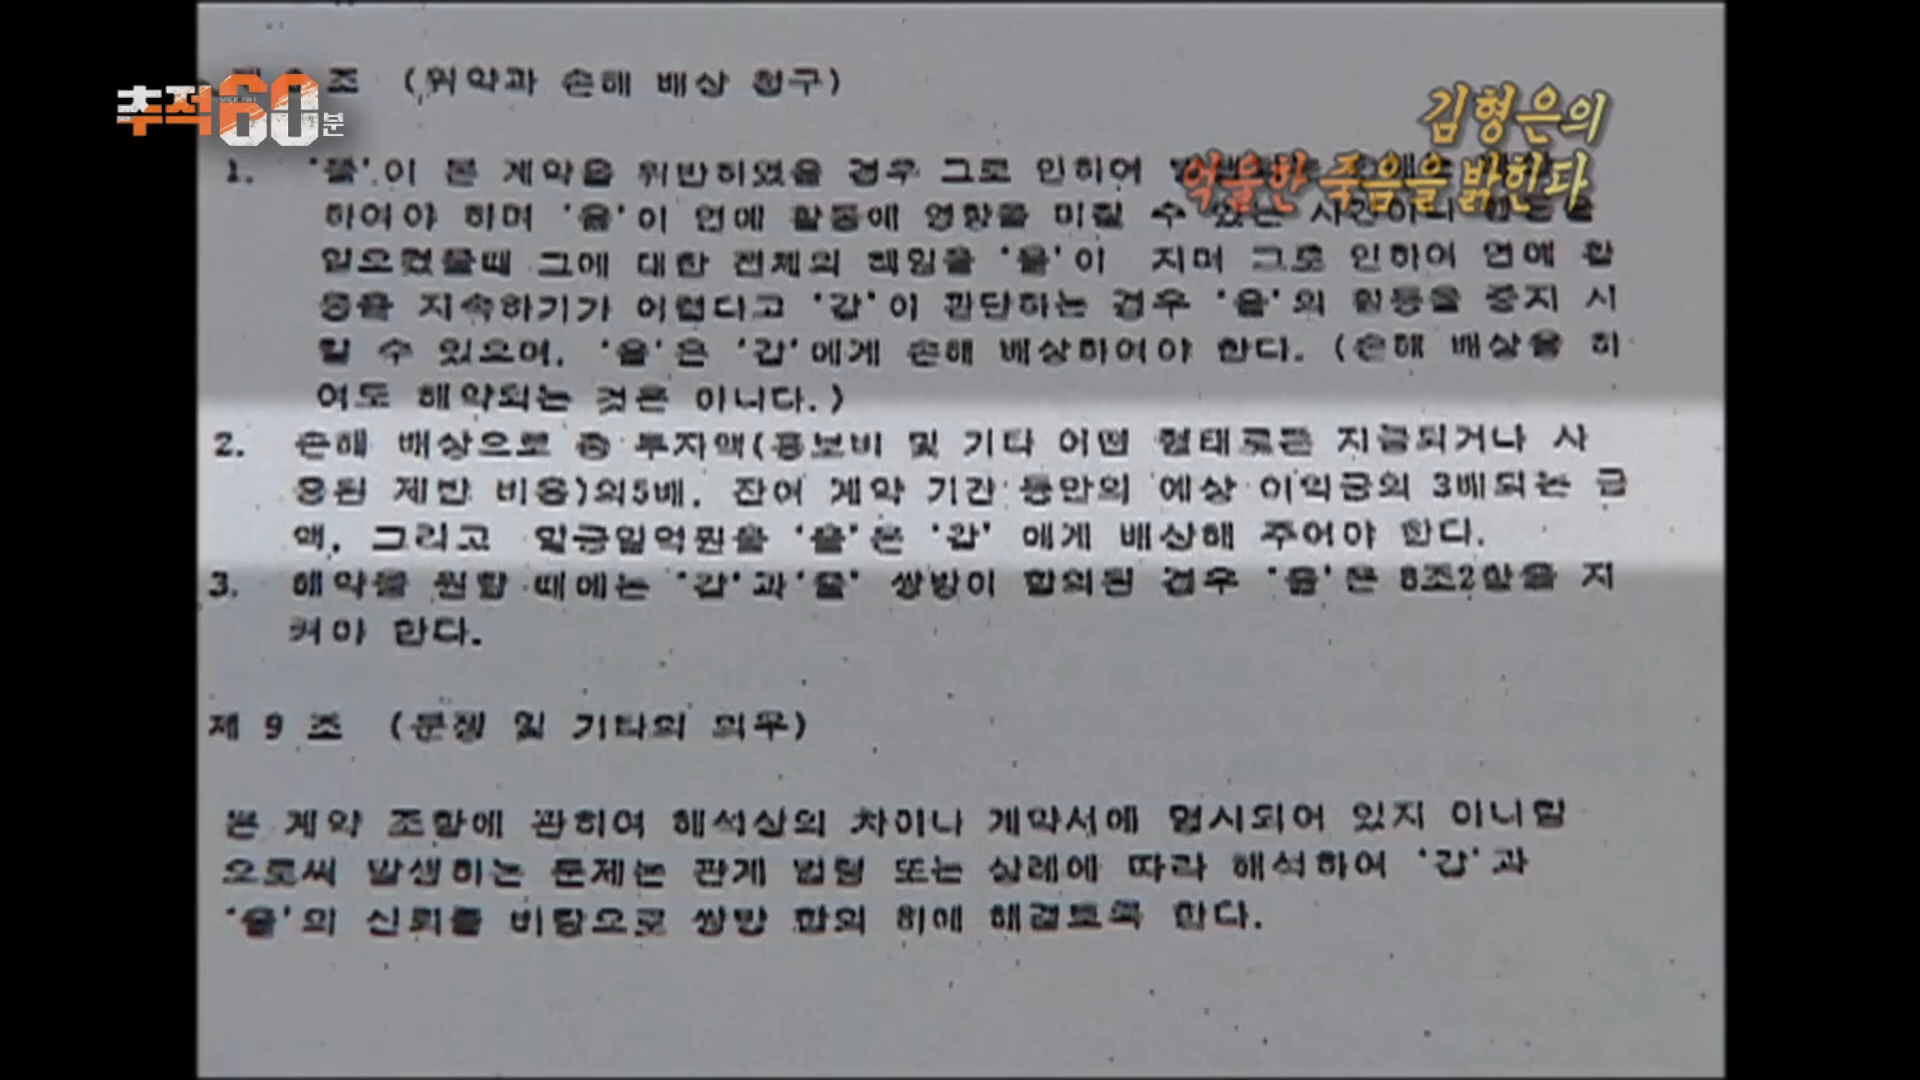 추적60분
김형은의
억울한 죽음을 밝힌다
조 (위약과 손해 배상 청구)
1. '을'이 본 계약을 위반하였을 경우 그로 인하여
하여야 하며 '을'이 연예 활동에 영향을 미칠 수 있는 사건이나
일으켰을때 그에 대한 전체의 책임을 '을'이 지며 그로 인하여 연예 활
동을 지속하기가 어렵다고 '갑'이 판단하는 경우 '을'의 활동을 중지 시
킬 수 있으며, '을'은 '갑'에게 손해 배상하여야 한다. (손해 배상을 하
여도 해약되는 것은 아니다.)
2. 손해 배상으로 총 투자액(홍보비 및 기타 어떤 형태로든 지급되거나 사
용된 제반 비용)의5배, 잔여 계약 기간 동안의 예상 이익금의 3배되는 금
액, 그리고 일금일억원을 '을'은 '갑' 에게 배상해 주어야 한다.
3. 해약을 원할 때에는 '갑'과'을' 쌍방이 합의된 경우 '을'은 8조2항을 지
켜야 한다.
제 9 조 (분쟁 및 기타의 의무)
본 계약 조항에 관하여 해석상의 차이나 계약서에 명시되어 있지 아니함
으로써 발생하는 문제는 관계 법령 또는 상례에 따라 해석하여 '갑'과
'을'의 신뢰를 바탕으로 쌍방 합의 하에 해결토록 한다.